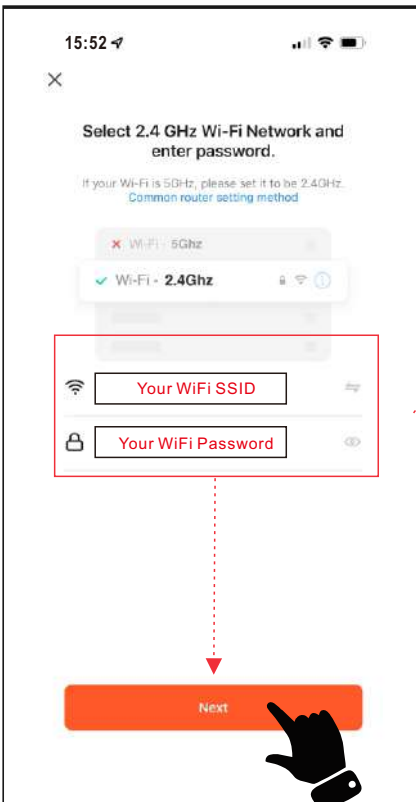 15:52
Select 2.4 GHz Wi-Fi Network and
enter password.
If your Wi-Fi is 5GHz, please set it to be 2.4GHz.
Common router setting method
Wi-Fi - 5Ghz
Wi-Fi - 2.4Ghz
Your WiFi SSID
Your WiFi Password
Next